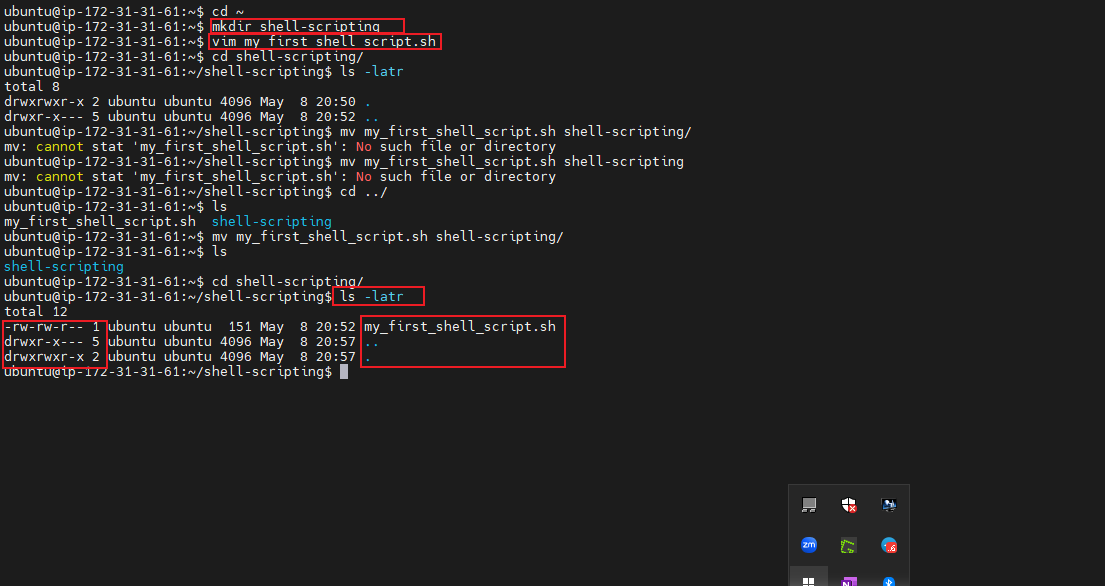 ubuntu@ip-172-31-31-61:~$ cd ~
ubuntu@ip-172-31-31-61:~$ mkdir shell-scripting
ubuntu@ip-172-31-31-61:~$ vim my_first_shell_script.sh
ubuntu@ip-172-31-31-61:~$ cd shell-scripting/
ubuntu@ip-172-31-31-61:~/shell-scripting$ ls -latr
total 8
drwxrwxr-x 2 ubuntu ubuntu 4096 May  8 20:50 .
drwxr-x--- 5 ubuntu ubuntu 4096 May  8 20:52 ..
ubuntu@ip-172-31-31-61:~/shell-scripting$ mv my_first_shell_script.sh shell-scripting/
mv: cannot stat 'my_first_shell_script.sh': No such file or directory
ubuntu@ip-172-31-31-61:~/shell-scripting$ mv my_first_shell_script.sh shell-scripting
mv: cannot stat 'my_first_shell_script.sh': No such file or directory
ubuntu@ip-172-31-31-61:~/shell-scripting$ cd ../
ubuntu@ip-172-31-31-61:~$ ls
my_first_shell_script.sh  shell-scripting
ubuntu@ip-172-31-31-61:~$ mv my_first_shell_script.sh shell-scripting/
ubuntu@ip-172-31-31-61:~$ ls
shell-scripting
ubuntu@ip-172-31-31-61:~$ cd shell-scripting/
ubuntu@ip-172-31-31-61:~/shell-scripting$ ls -latr
total 12
-rw-rw-r-- 1 ubuntu ubuntu  151 May  8 20:52 my_first_shell_script.sh
drwxr-x--- 5 ubuntu ubuntu 4096 May  8 20:57 ..
drwxrwxr-x 2 ubuntu ubuntu 4096 May  8 20:57 .
ubuntu@ip-172-31-31-61:~/shell-scripting$
zm
N